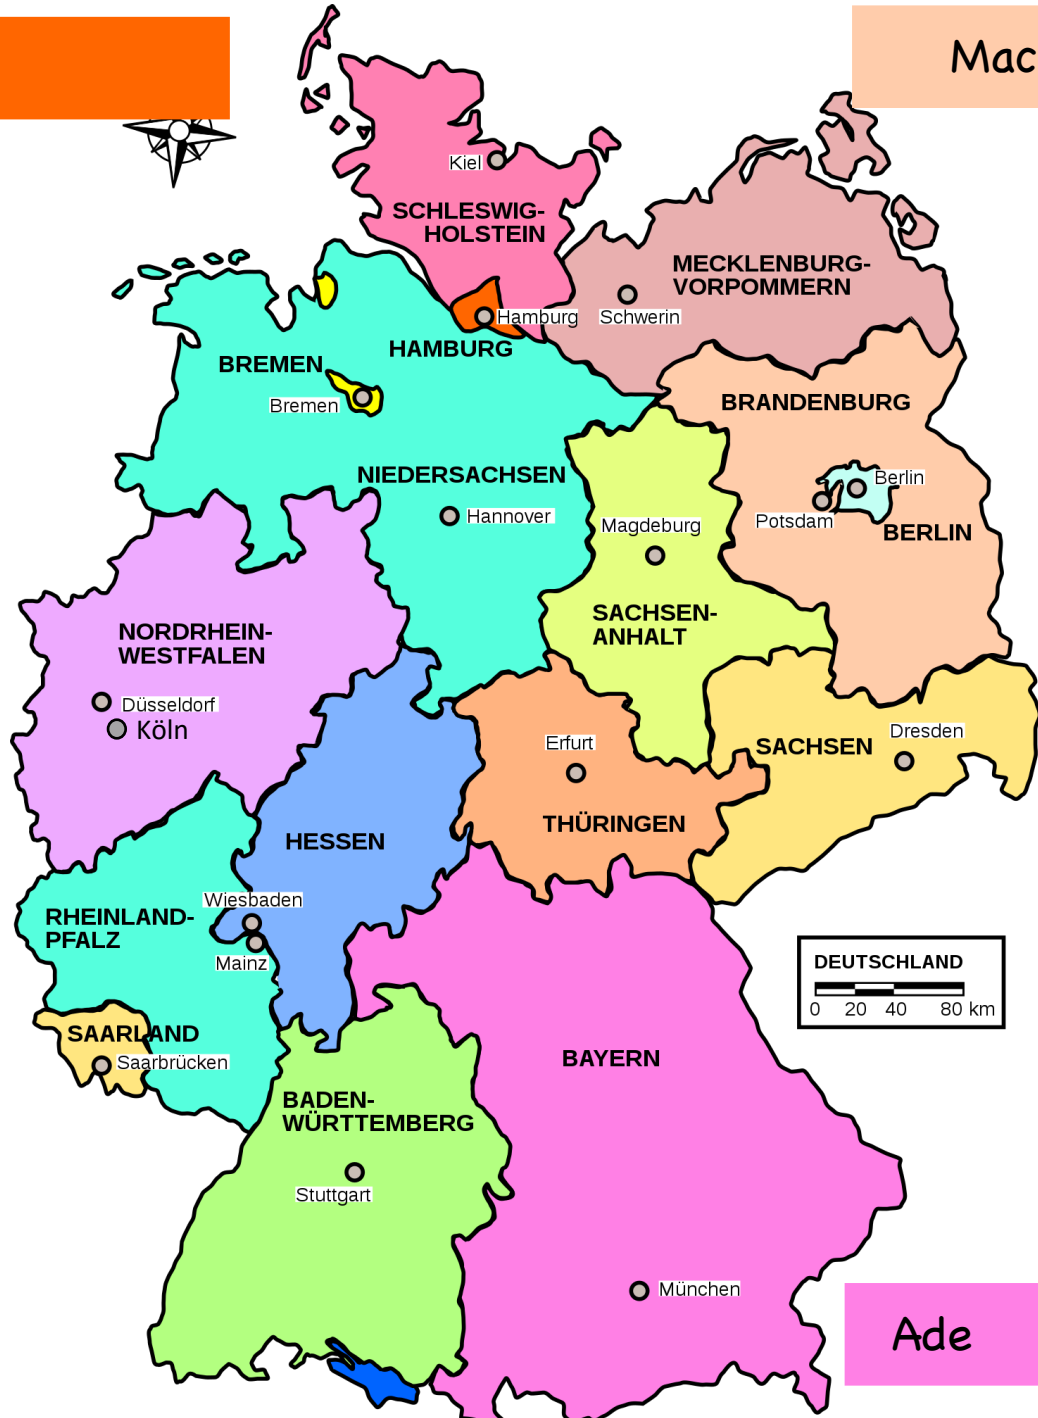 Mac
Kiel
SCHLESWIG-
HOLSTEIN
MECKLENBURG-
VORPOMMERN
Hamburg
Schwerin
HAMBURG
BREMEN
Bremen
BRANDENBURG
NIEDERSACHSEN
Hannover
Berlin
Potsdam
BERLIN
Magdeburg
SACHSEN-
ANHALT
NORDRHEIN-
WESTFALEN
Düsseldorf
Köln
Erfurt
Dresden
SACHSEN
THÜRINGEN
HESSEN
Wiesbaden
RHEINLAND-
PFALZ
Mainz
DEUTSCHLAND
0 20 40 80 km
SAARLAND
Saarbrücken
BAYERN
BADEN-
WÜRTTEMBERG
Stuttgart
München
Ade